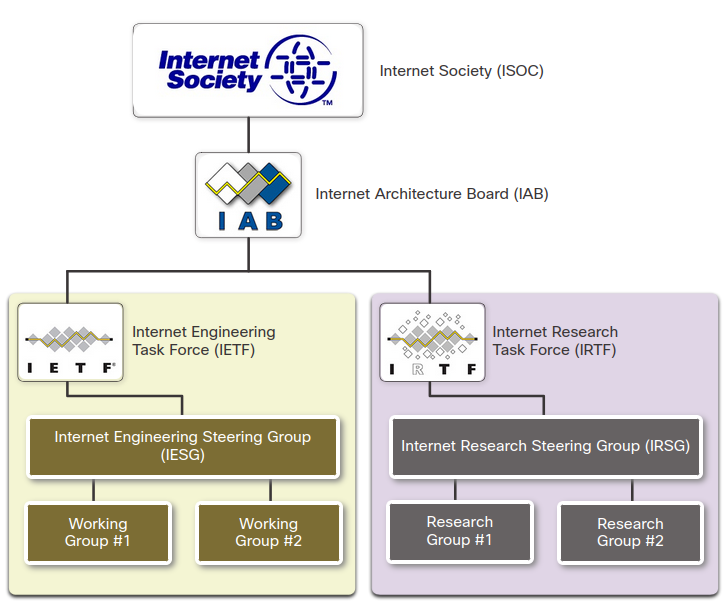 Internet
Society
TM
Internet Society (ISOC)
IAB
Internet Architecture Board (IAB)
IETF®
Internet Engineering
Task Force (IETF)
IRTF
Internet Research
Task Force (IRTF)
Internet Engineering Steering Group
(IESG)
Internet Research Steering Group (IRSG)
Working
Group #1
Working
Group #2
Research
Group #1
Research
Group #2